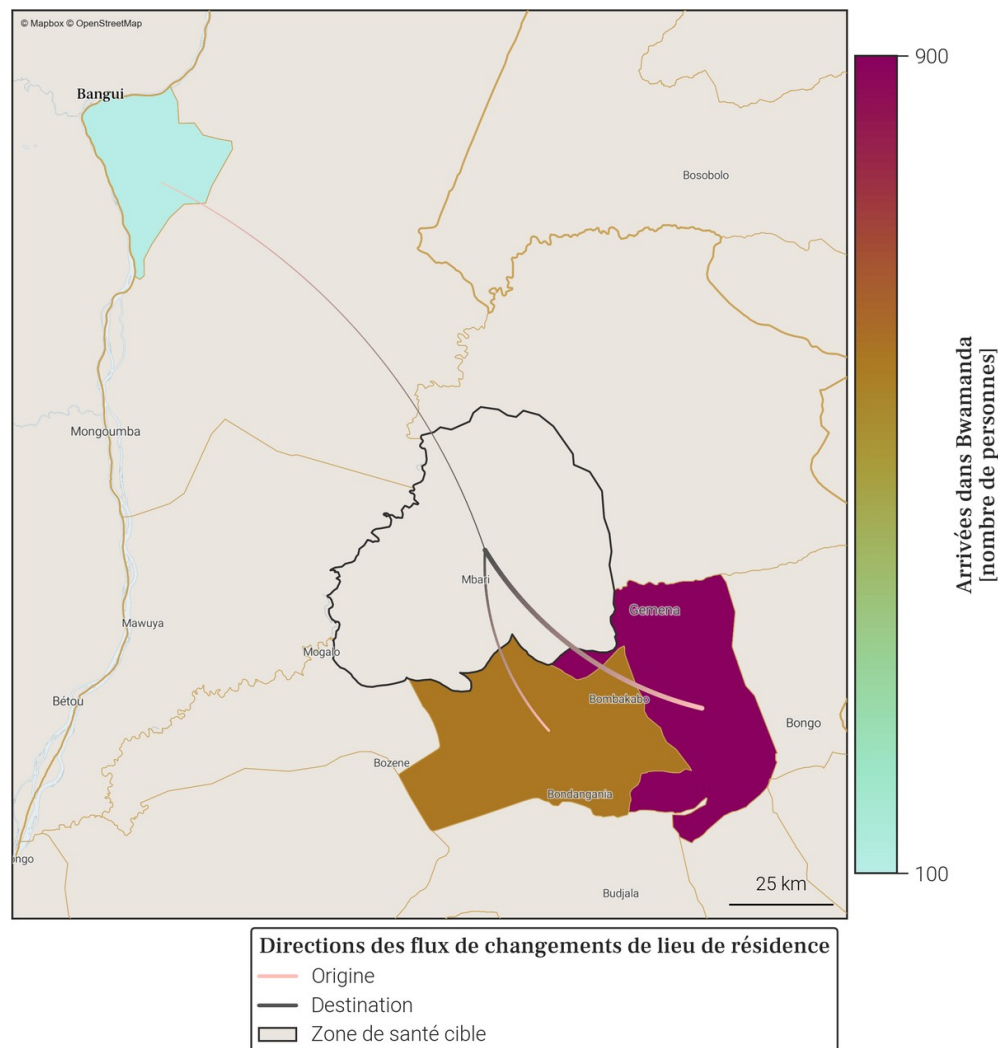 © Mapbox © OpenStreetMap
Bangui
Bosobolo
Mongoumba
Mbari
Gemena
Mawuya
Mogalo
Bétou
Bombakabo
Bongo
Bozene
Bondangania
ongo
Budjala
25 km
900
100
Arrivées dans Bwamanda
[nombre de personnes]
Directions des flux de changements de lieu de résidence
Origine
Destination
Zone de santé cible